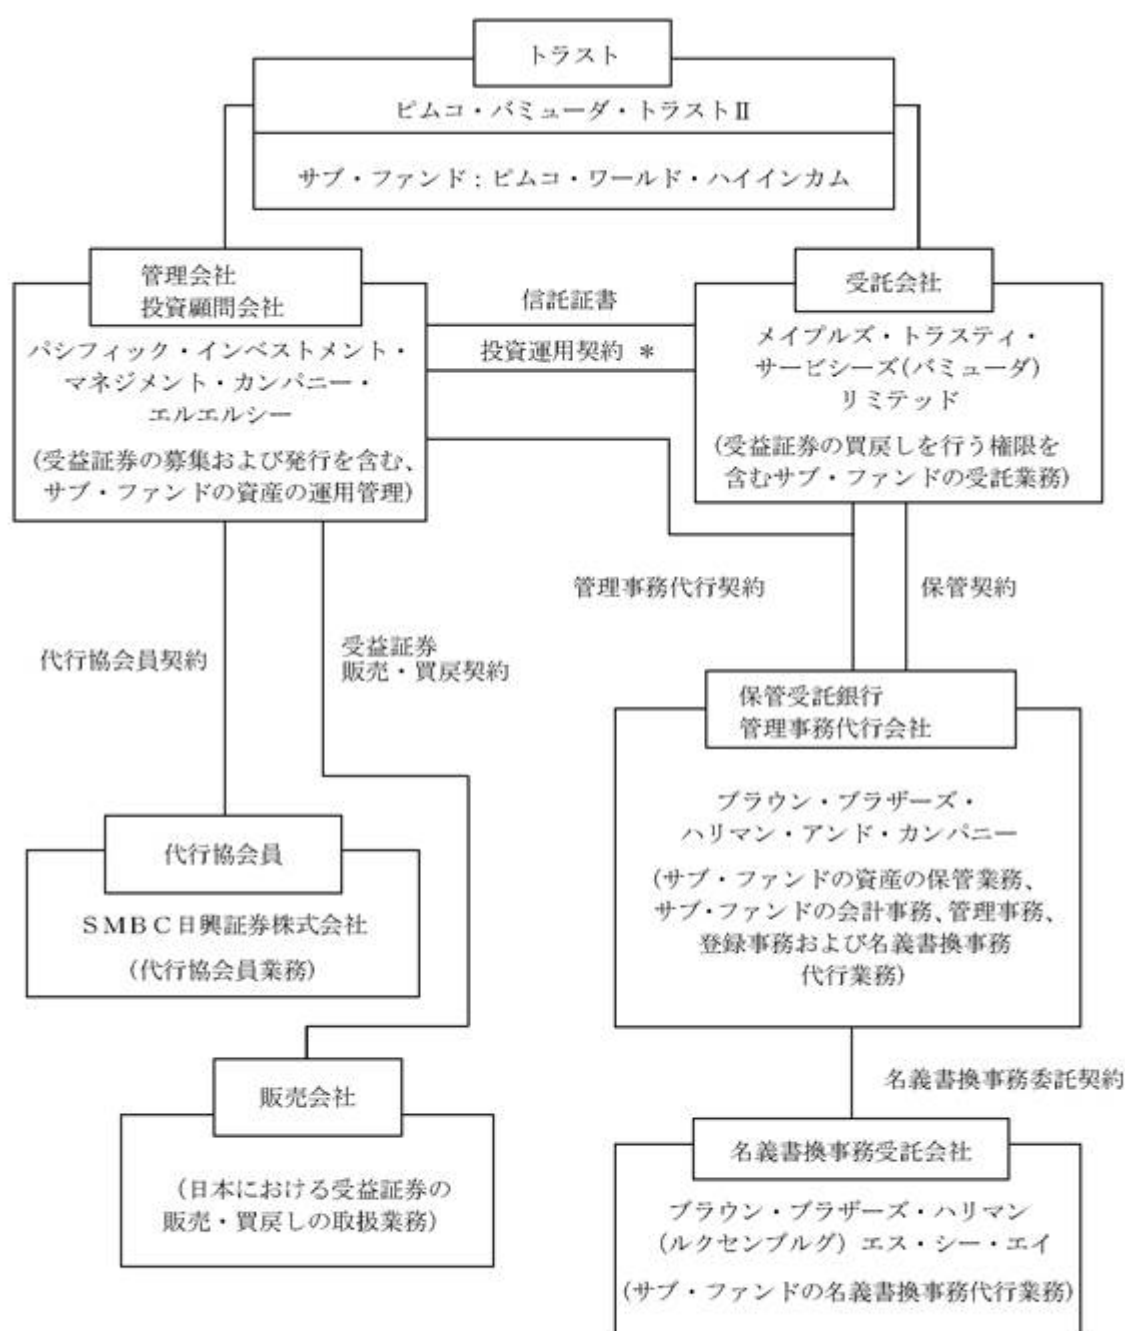 トラスト
ピムコ・バミューダ・トラストⅡ
サブ・ファンド:ピムコ・ワールド・ハイインカム
管理会社
投資顧問会社
パシフィック・インベストメント・
マネジメント・カンパニー・
エルエルシー
(受益証券の募集および発行を含む、
サブ・ファンドの資産の運用管理)
信託証書
投資運用契約 *
受託会社
メイプルズ・トラスティ・
サービシーズ(バミューダ)
リミテッド
(受益証券の買戻しを行う権限を
含むサブ・ファンドの受託業務)
管理事務代行契約
保管契約
代行協会員契約
受益証券
販売・買戻契約
保管受託銀行
管理事務代行会社
ブラウン・ブラザーズ・
ハリマン・アンド・カンパニー
(サブ・ファンドの資産の保管業務、
サブ・ファンドの会計事務、管理事務、
登録事務および名義書換事務
代行業務)
代行協会員
SMBC日興証券株式会社
(代行協会員業務)
販売会社
(日本における受益証券の
販売・買戻しの取扱業務)
名義書換事務委託契約
名義書換事務受託会社
ブラウン・ブラザーズ・ハリマン
(ルクセンブルグ) エス・シー・エイ
(サブ・ファンドの名義書換事務代行業務)